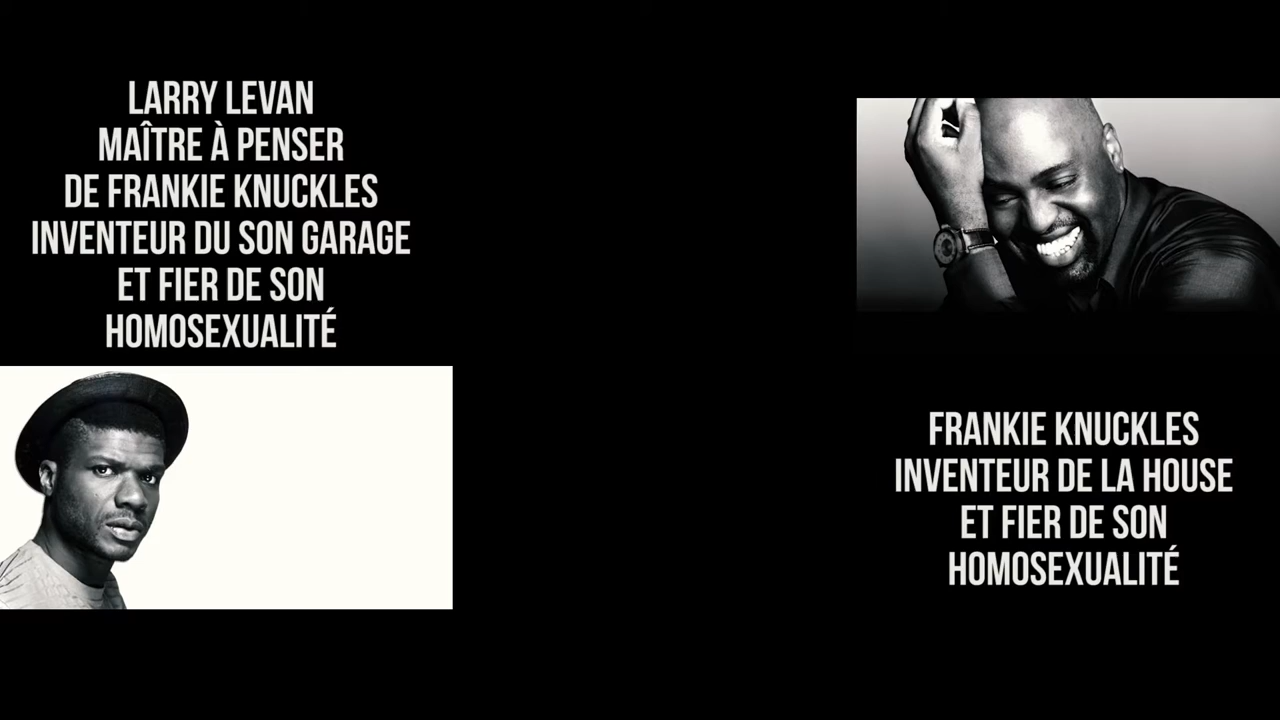 LARRY LEVAN
MAÎTRE À PENSER
DE FRANKIE KNUCKLES
INVENTEUR DU SON GARAGE
ET FIER DE SON
HOMOSEXUALITÉ
FRANKIE KNUCKLES
INVENTEUR DE LA HOUSE
ET FIER DE SON
HOMOSEXUALITÉ